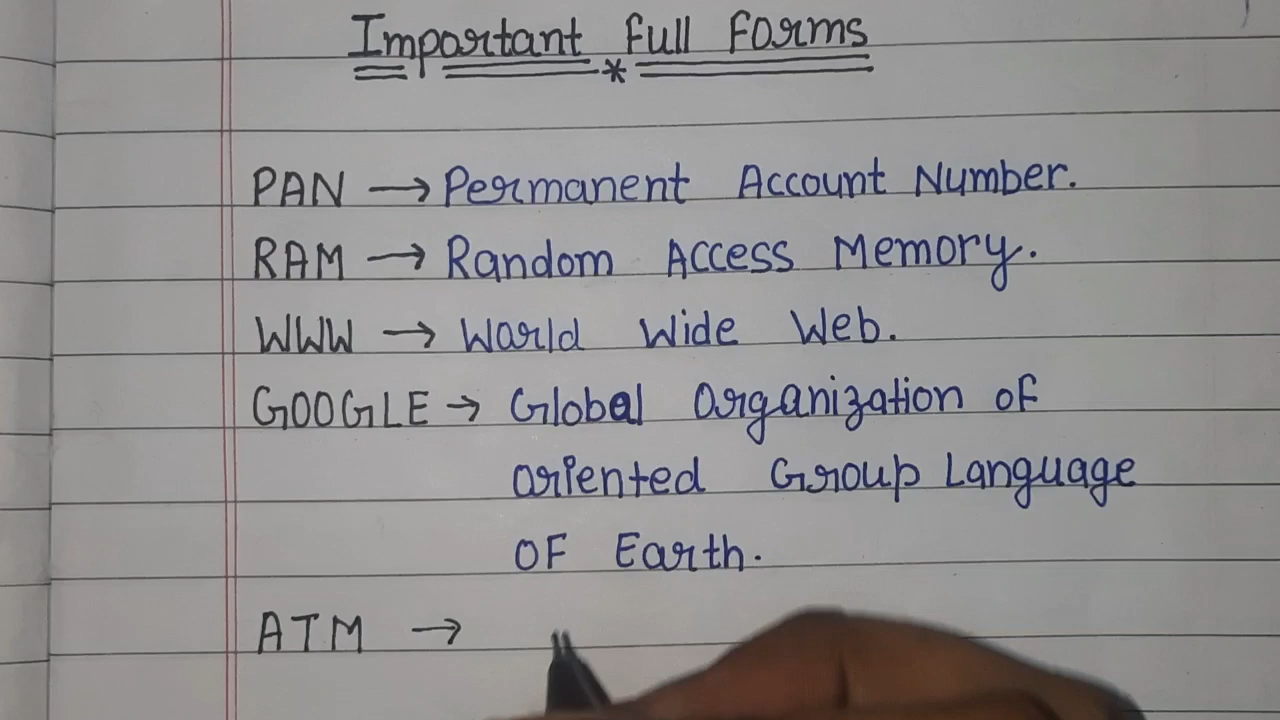 Important Full Forms
*
PAN → Permanent Account Number.
RAM → Random Access Memory.
WWW → World Wide Web.
GOOGLE → Global Organization of
oriented Group Language
OF Earth.
ATM →